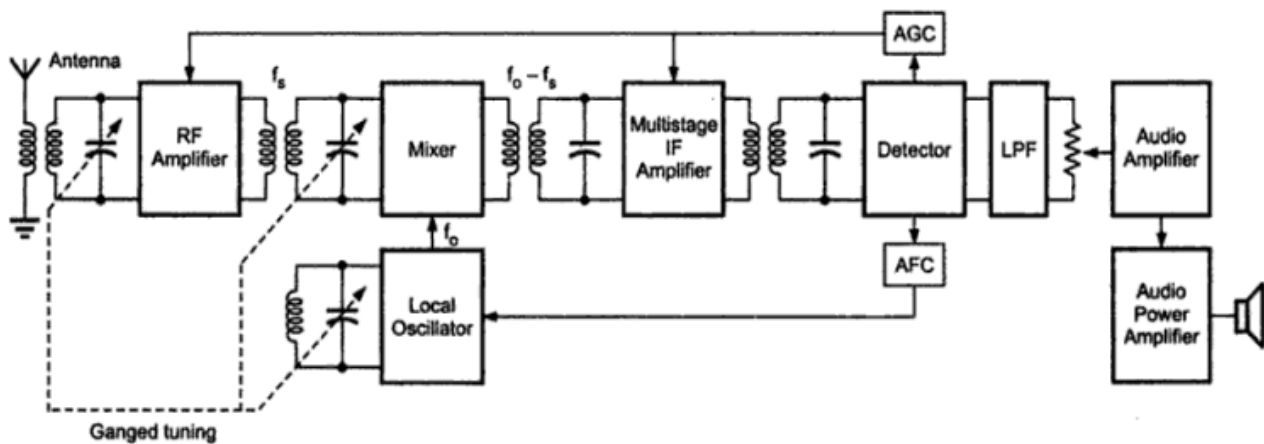 AGC
Antenna
f_s
f_o – f_s
RF
Amplifier
Mixer
Multistage
IF
Amplifier
Detector
LPF
Audio
Amplifier
f_o
AFC
Local
Oscillator
Audio
Power
Amplifier
Ganged tuning